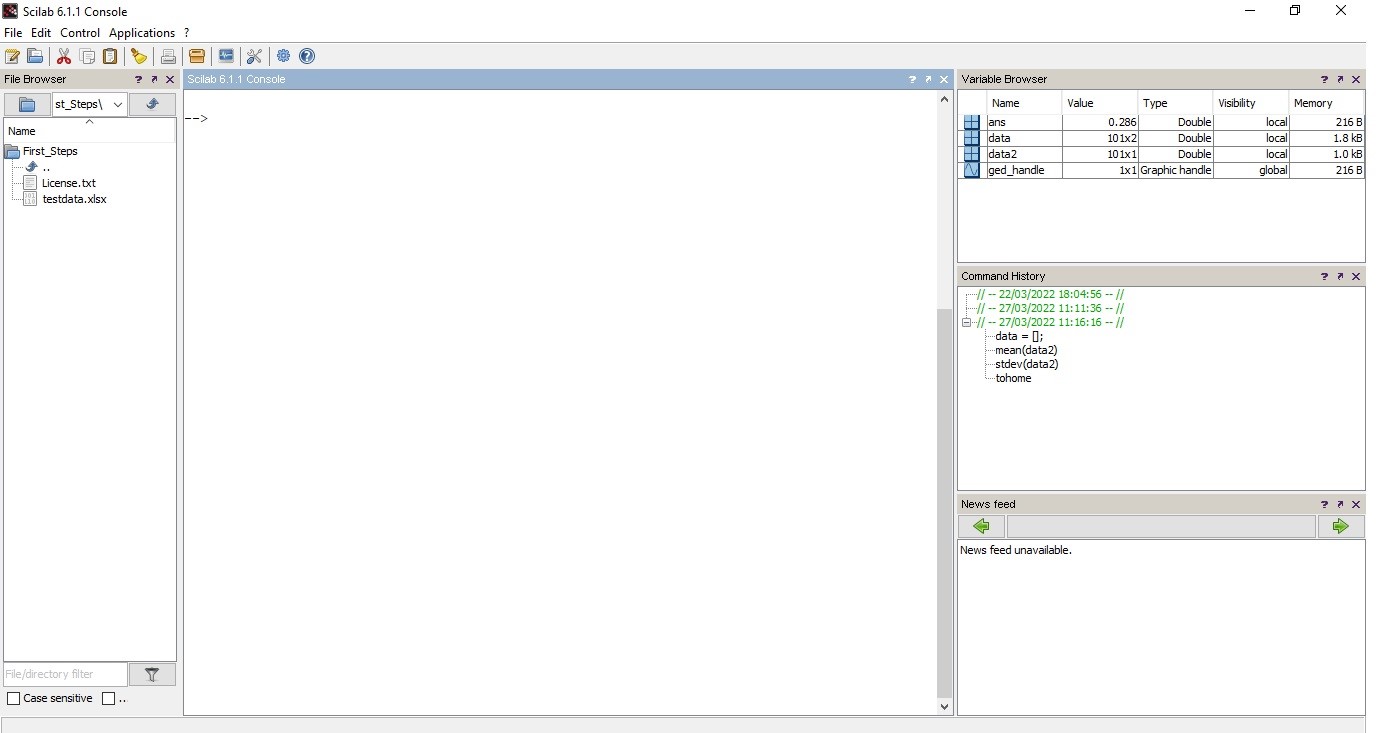 Scilab 6.1.1 Console
File Edit Control Applications ?
File Browser
st_Steps\
Name
First_Steps
..
License.txt
testdata.xlsx
File/directory filter
Case sensitive ...
Scilab 6.1.1 Console
-->
Variable Browser
Name Value Type Visibility Memory
ans 0.286 Double local 216 B
data 101x2 Double local 1.8 kB
data2 101x1 Double local 1.0 kB
ged_handle 1x1 Graphic handle global 216 B
Command History
// -- 22/03/2022 18:04:56 -- //
// -- 27/03/2022 11:11:36 -- //
// -- 27/03/2022 11:16:16 -- //
data = [];
mean(data2)
stdev(data2)
tohome
News feed
News feed unavailable.